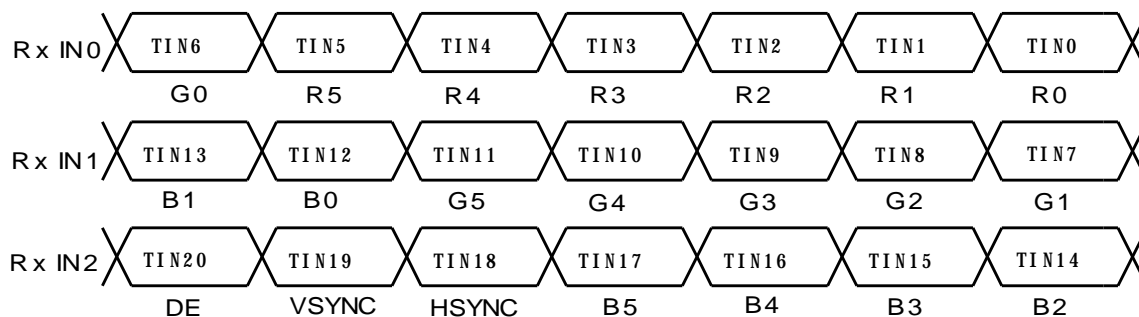 Rx IN0 TIN6 TIN5 TIN4 TIN3 TIN2 TIN1 TIN0
G0 R5 R4 R3 R2 R1 R0
Rx IN1 TIN13 TIN12 TIN11 TIN10 TIN9 TIN8 TIN7
B1 B0 G5 G4 G3 G2 G1
Rx IN2 TIN20 TIN19 TIN18 TIN17 TIN16 TIN15 TIN14
DE VSYNC HSYNC B5 B4 B3 B2